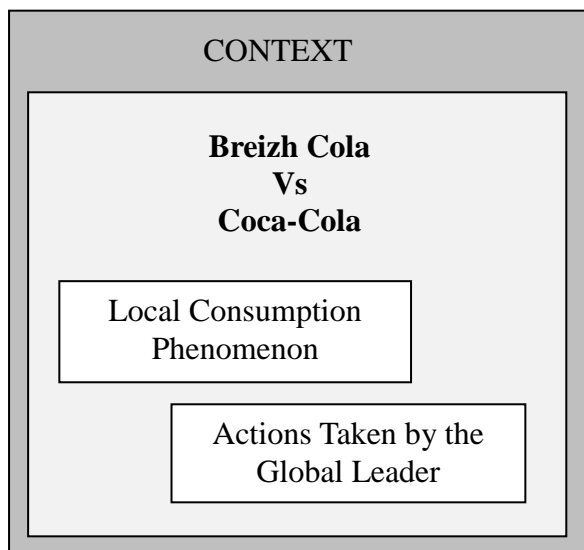 CONTEXT
Breizh Cola
Vs
Coca-Cola
Local Consumption
Phenomenon
Actions Taken by the
Global Leader